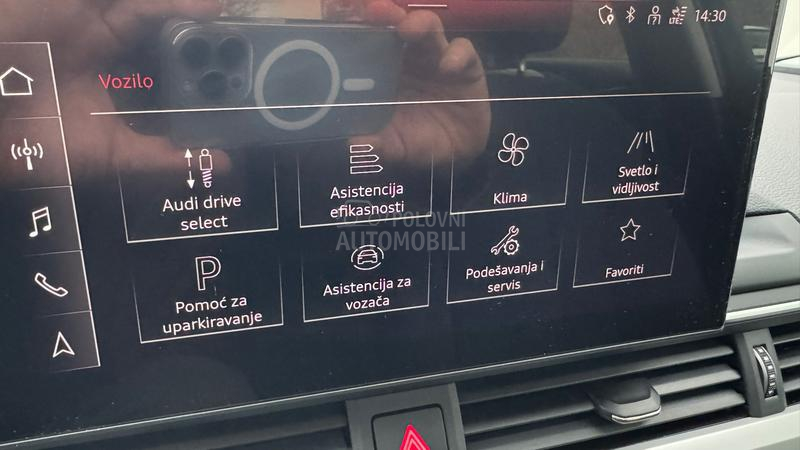 14:30
Vozilo
Audi drive
select
Asistencija
efikasnosti
Klima
Svetlo i
vidljivost
POLOVNI
AUTOMOBILI
P
Pomoć za
uparkiravanje
Asistencija za
vozača
Podešavanja i
servis
Favoriti